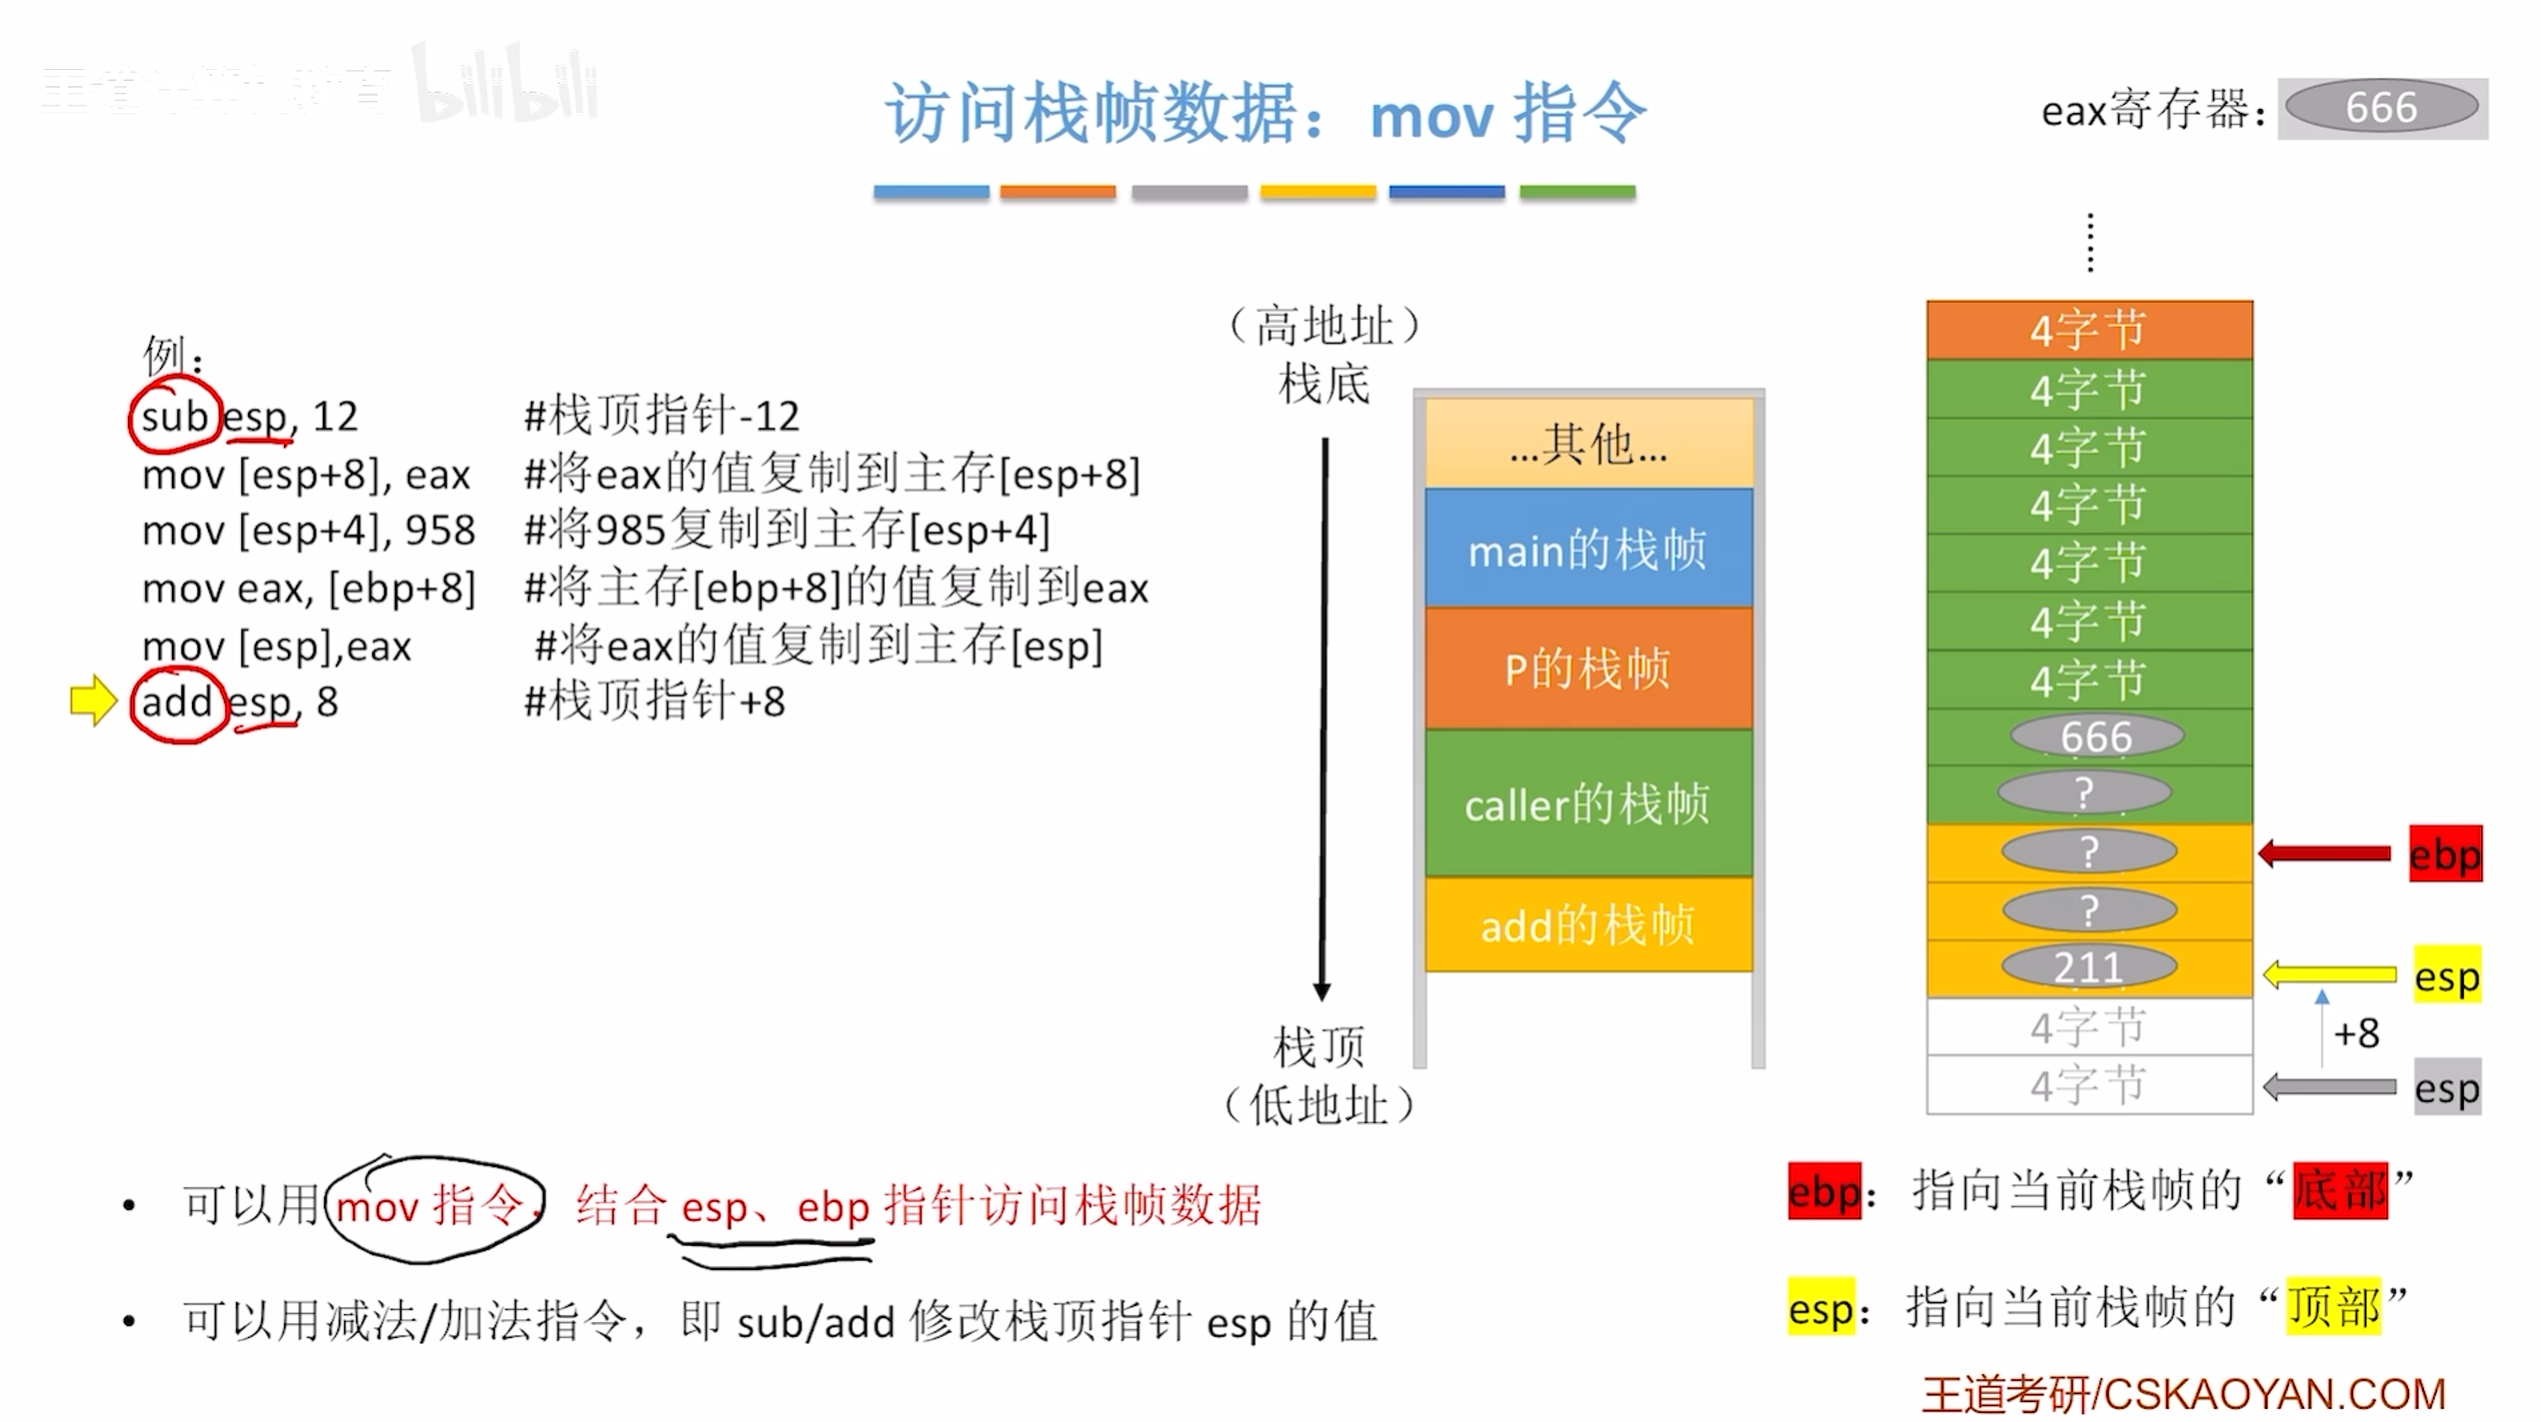 王道计算机教育 bilibili
访问栈帧数据：mov 指令
eax寄存器：
666
例：
sub esp, 12 #栈顶指针-12
mov [esp+8], eax #将eax的值复制到主存[esp+8]
mov [esp+4], 958 #将985复制到主存[esp+4]
mov eax, [ebp+8] #将主存[ebp+8]的值复制到eax
mov [esp],eax #将eax的值复制到主存[esp]
add esp, 8 #栈顶指针+8
（高地址）
栈底
栈顶
（低地址）
...其他...
main的栈帧
P的栈帧
caller的栈帧
add的栈帧
4字节
4字节
4字节
4字节
4字节
4字节
4字节
666
?
?
ebp
?
211
esp
4字节
+8
4字节
esp
• 可以用 mov 指令，结合 esp、ebp 指针访问栈帧数据
• 可以用减法/加法指令，即 sub/add 修改栈顶指针 esp 的值
ebp：指向当前栈帧的“底部”
esp：指向当前栈帧的“顶部”
王道考研/CSKAOYAN.COM